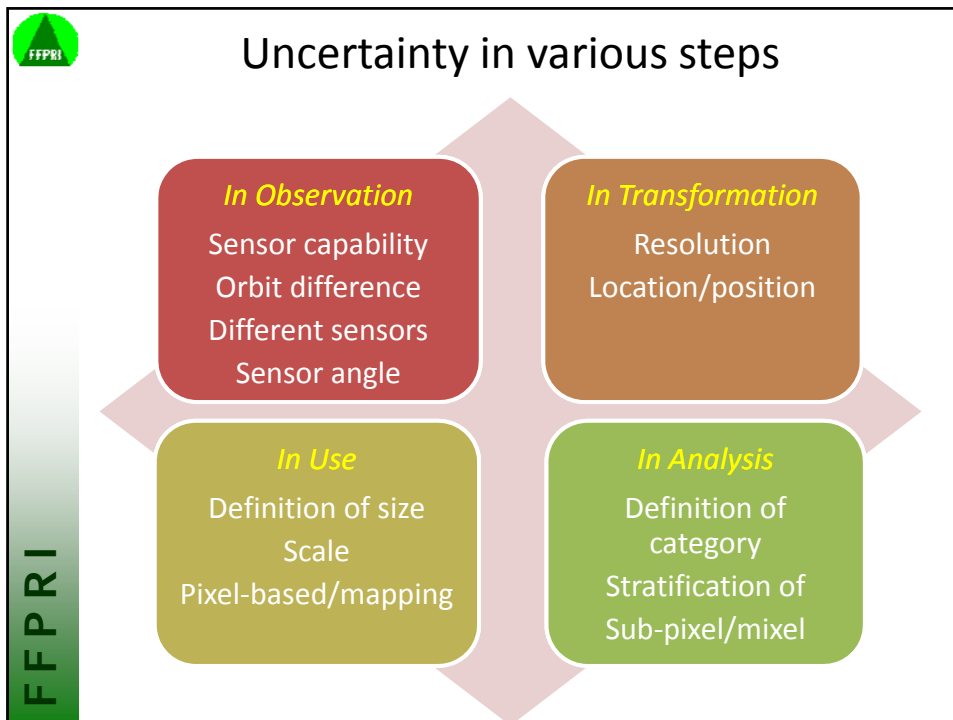 FFPRI
Uncertainty in various steps
In Observation
Sensor capability
Orbit difference
Different sensors
Sensor angle
In Transformation
Resolution
Location/position
In Use
Definition of size
Scale
Pixel-based/mapping
In Analysis
Definition of
category
Stratification of
Sub-pixel/mixel
FFPRI